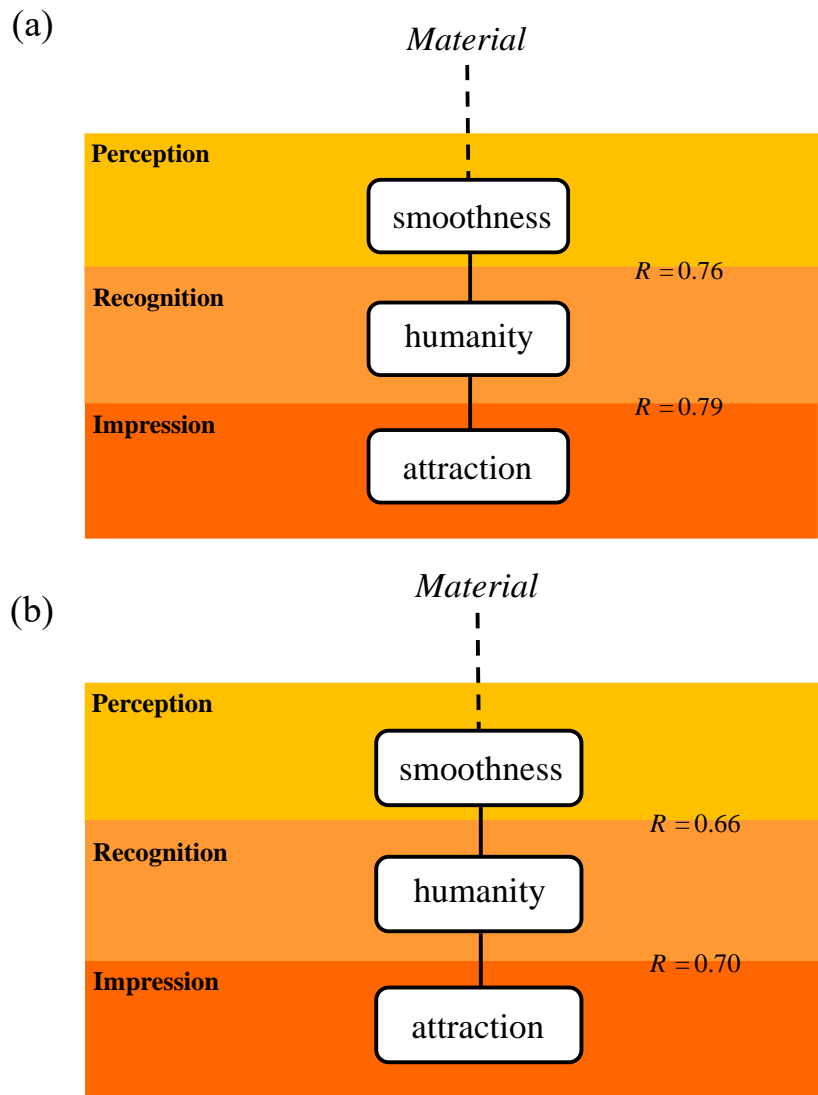 (a)
Material
Perception
smoothness
R = 0.76
Recognition
humanity
R = 0.79
Impression
attraction
(b)
Material
Perception
smoothness
R = 0.66
Recognition
humanity
R = 0.70
Impression
attraction